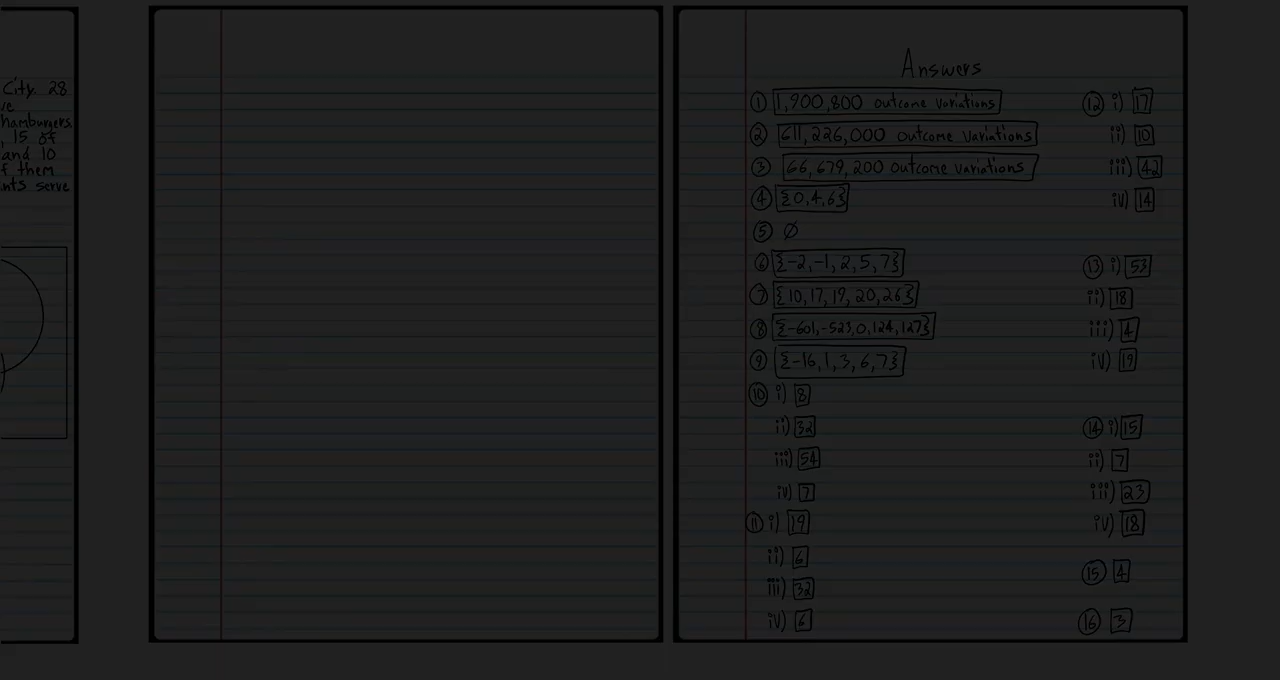 City. 28
ve
hamburgers,
, 15 of
and 10
f them
nts serve
Answers
① 1,900,800 outcome variations
② 611,226,000 outcome variations
③ 66,679,200 outcome variations
④ {0,4,6}
⑤ ∅
⑥ {-2,-1,2,5,7}
⑦ {10,17,19,20,26}
⑧ {-601,-523,0,124,127}
⑨ {-16,1,3,6,7}
⑩ i) 8
ii) 32
iii) 54
iv) 7
⑪ i) 19
ii) 6
iii) 32
iv) 6
⑫ i) 17
ii) 10
iii) 42
iv) 14
⑬ i) 53
ii) 18
iii) 4
iv) 19
⑭ i) 15
ii) 7
iii) 23
iv) 18
⑮ 4
⑯ 3